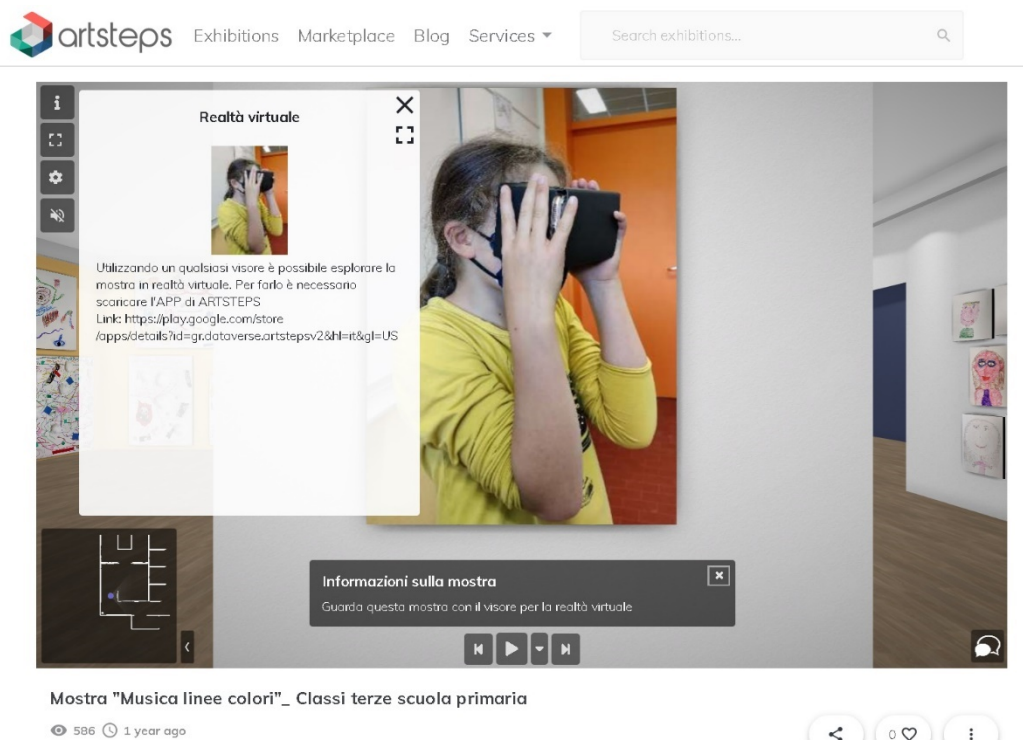 artsteps Exhibitions Marketplace Blog Services Search exhibitions...
Realtà virtuale
Utilizzando un qualsiasi visore è possibile esplorare la
mostra in realtà virtuale. Per farlo è necessario
scaricare l'APP di ARTSTEPS
Link: https://play.google.com/store
/apps/details?id=gr.dataverse.artstepsv2&hl=it&gl=US
Informazioni sulla mostra
Guarda questa mostra con il visore per la realtà virtuale
Mostra "Musica linee colori"_ Classi terze scuola primaria
586 1 year ago
0